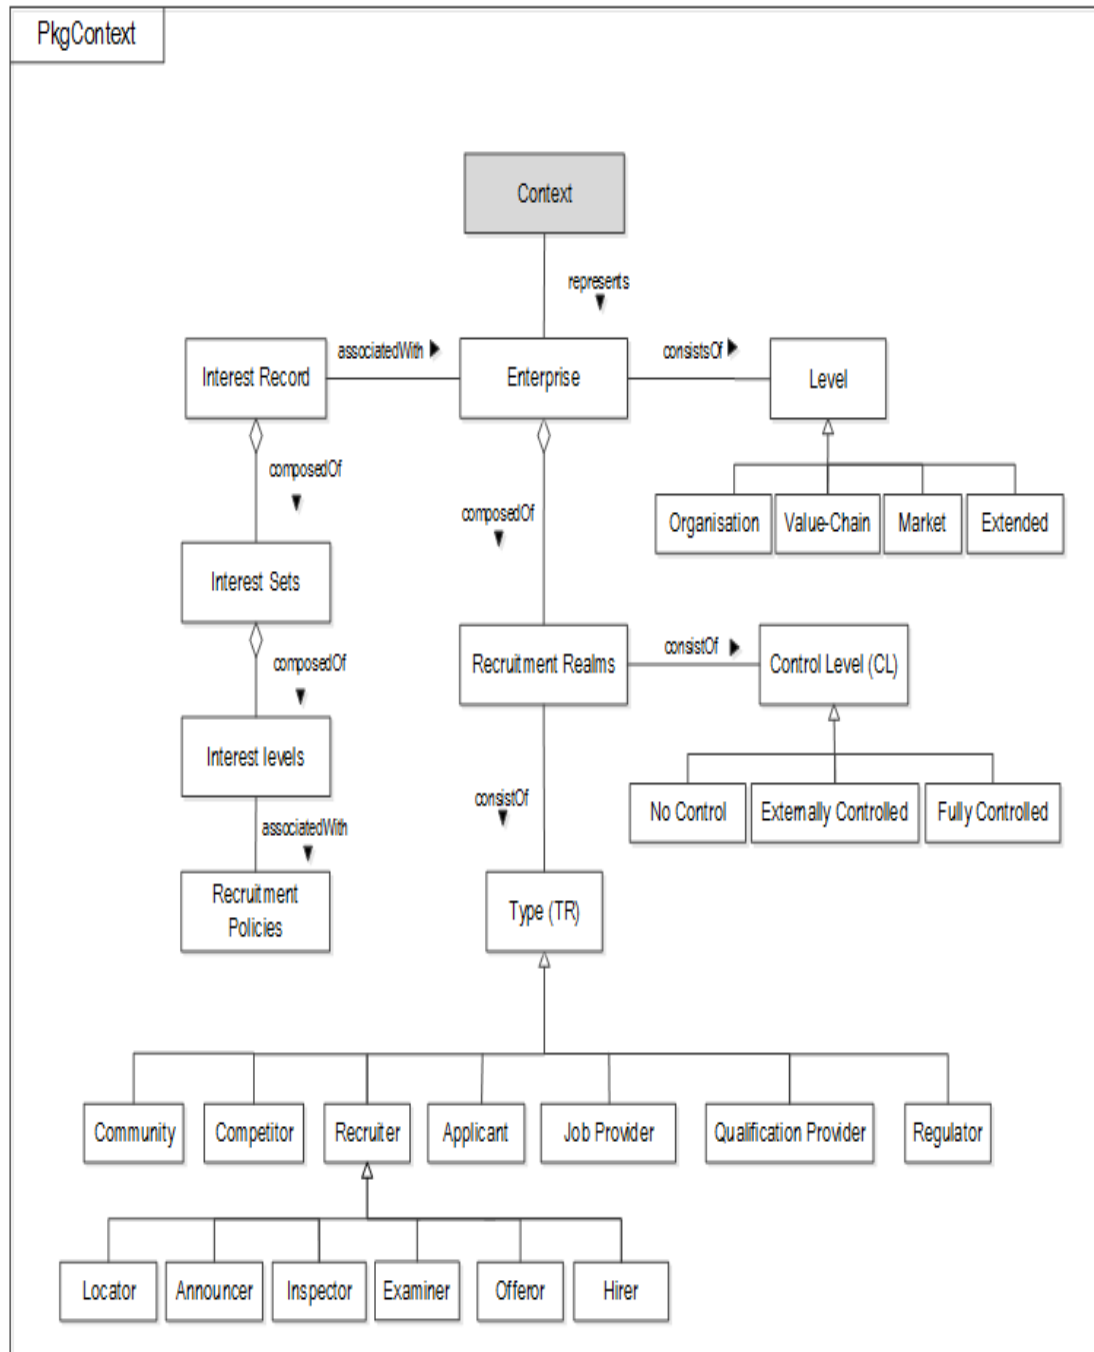 PkgContext
Context
represents
associatedWith
consistsOf
Interest Record
Enterprise
Level
composedOf
composedOf
Organisation
Value-Chain
Market
Extended
Interest Sets
composedOf
Recruitment Realms
consistOf
Control Level (CL)
Interest levels
consistOf
No Control
Externally Controlled
Fully Controlled
associatedWith
Recruitment
Policies
Type (TR)
Community
Competitor
Recruiter
Applicant
Job Provider
Qualification Provider
Regulator
Locator
Announcer
Inspector
Examiner
Offeror
Hirer